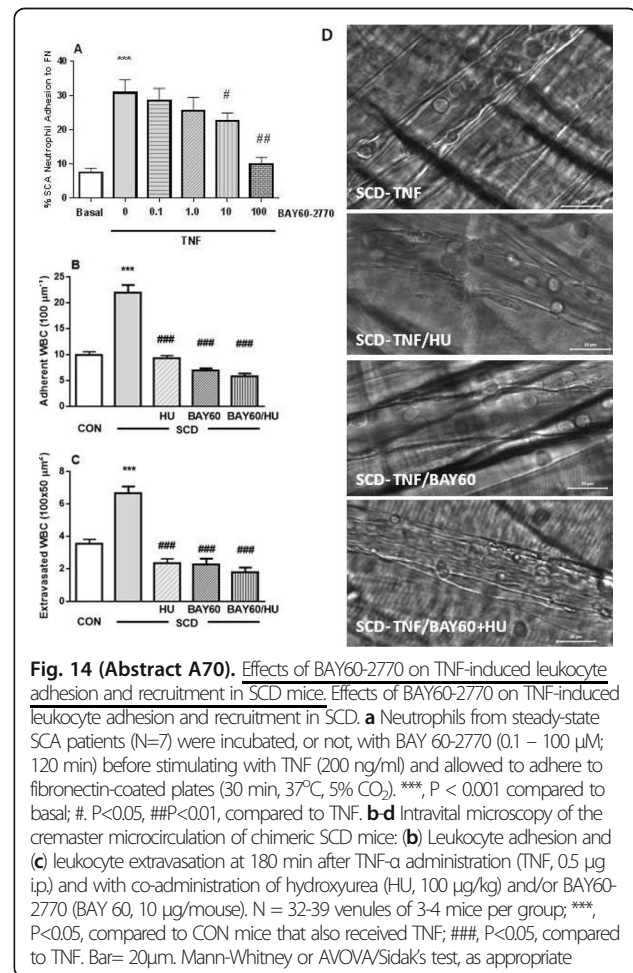 A
D
% SCA Neutrophil Adhesion to FN
40
30
20
10
0
***
#
##
Basal 0 0.1 1.0 10 100 BAY60-2770
TNF
B
Adherent WBC (100 µm⁻¹)
25
20
15
10
5
0
***
### ### ###
HU BAY60 BAY60/HU
CON SCD
C
Extravasated WBC (100x50 µm²)
8
6
4
2
0
***
### ### ###
HU BAY60 BAY60/HU
CON SCD
SCD-TNF
SCD-TNF/HU
20 µm
SCD-TNF/BAY60
20 µm
SCD-TNF/BAY60+HU
20 µm
Fig. 14 (Abstract A70). Effects of BAY60-2770 on TNF-induced leukocyte
adhesion and recruitment in SCD mice. Effects of BAY60-2770 on TNF-induced
leukocyte adhesion and recruitment in SCD. a Neutrophils from steady-state
SCA patients (N=7) were incubated, or not, with BAY 60-2770 (0.1 – 100 µM;
120 min) before stimulating with TNF (200 ng/ml) and allowed to adhere to
fibronectin-coated plates (30 min, 37°C, 5% CO₂). ***, P < 0.001 compared to
basal; #. P<0.05, ##P<0.01, compared to TNF. b-d Intravital microscopy of the
cremaster microcirculation of chimeric SCD mice: (b) Leukocyte adhesion and
(c) leukocyte extravasation at 180 min after TNF-α administration (TNF, 0.5 µg
i.p.) and with co-administration of hydroxyurea (HU, 100 µg/kg) and/or BAY60-
2770 (BAY 60, 10 µg/mouse). N = 32-39 venules of 3-4 mice per group; ***,
P<0.05, compared to CON mice that also received TNF; ###, P<0.05, compared
to TNF. Bar= 20µm. Mann-Whitney or AVOVA/Sidak's test, as appropriate